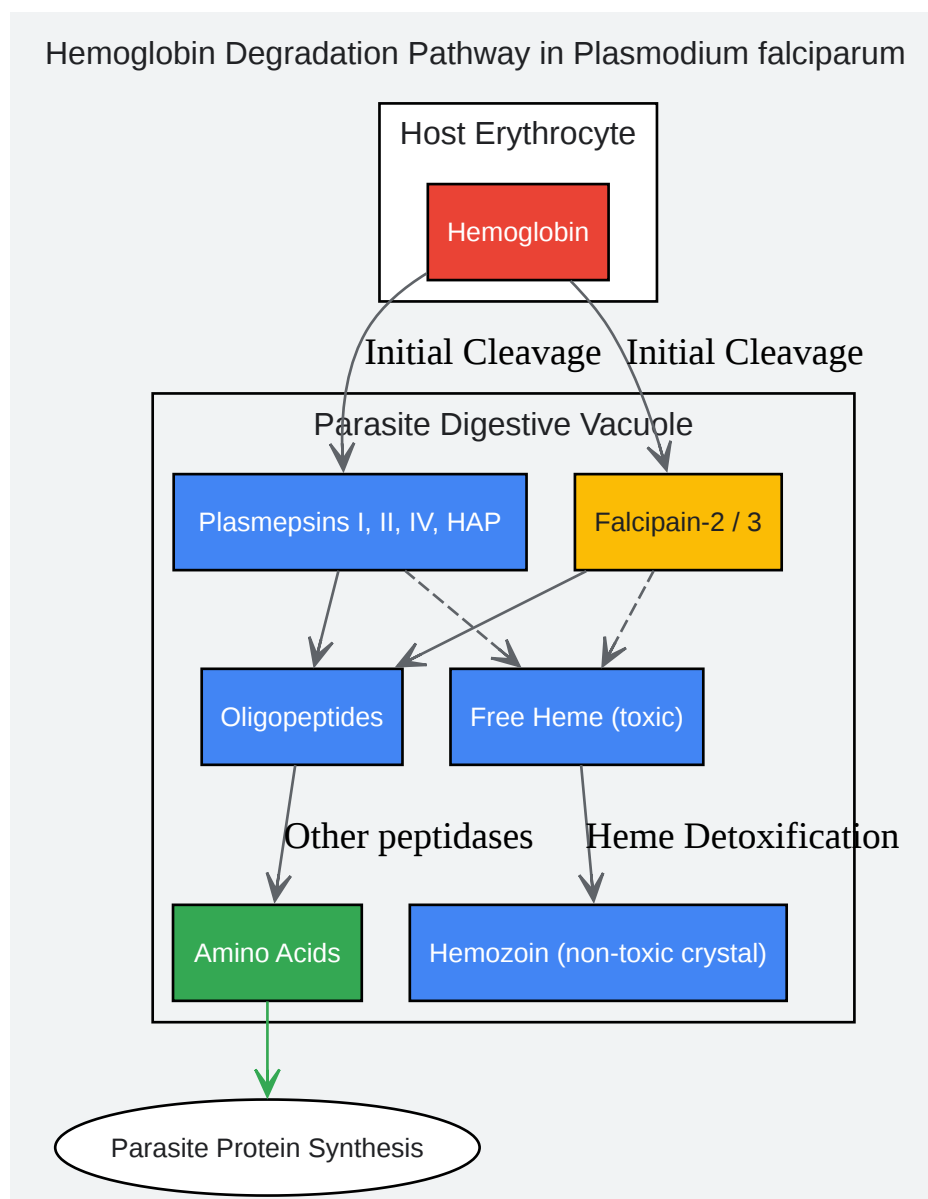 Hemoglobin Degradation Pathway in Plasmodium falciparum
Host Erythrocyte
Hemoglobin
Initial Cleavage
Initial Cleavage
Parasite Digestive Vacuole
Plasmepsins I, II, IV, HAP
Falcipain-2 / 3
Oligopeptides
Free Heme (toxic)
Other peptidases
Heme Detoxification
Amino Acids
Hemozoin (non-toxic crystal)
Parasite Protein Synthesis